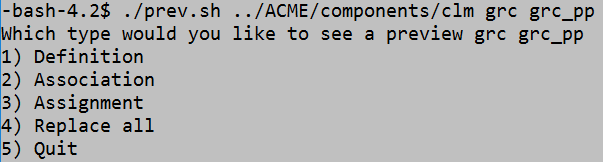 -bash-4.2$ ./prev.sh ../ACME/components/clm grc grc_pp
Which type would you like to see a preview grc grc_pp
1) Definition
2) Association
3) Assignment
4) Replace all
5) Quit